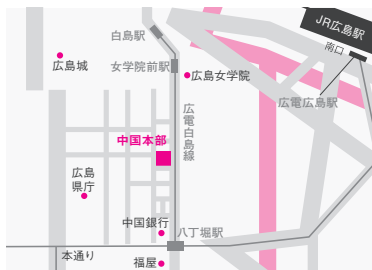 JR広島駅
南口
白島駅
広島城
女学院前駅
広島女学院
広電広島駅
広電白島線
中国本部
広島
県庁
中国銀行
八丁堀駅
本通り
福屋